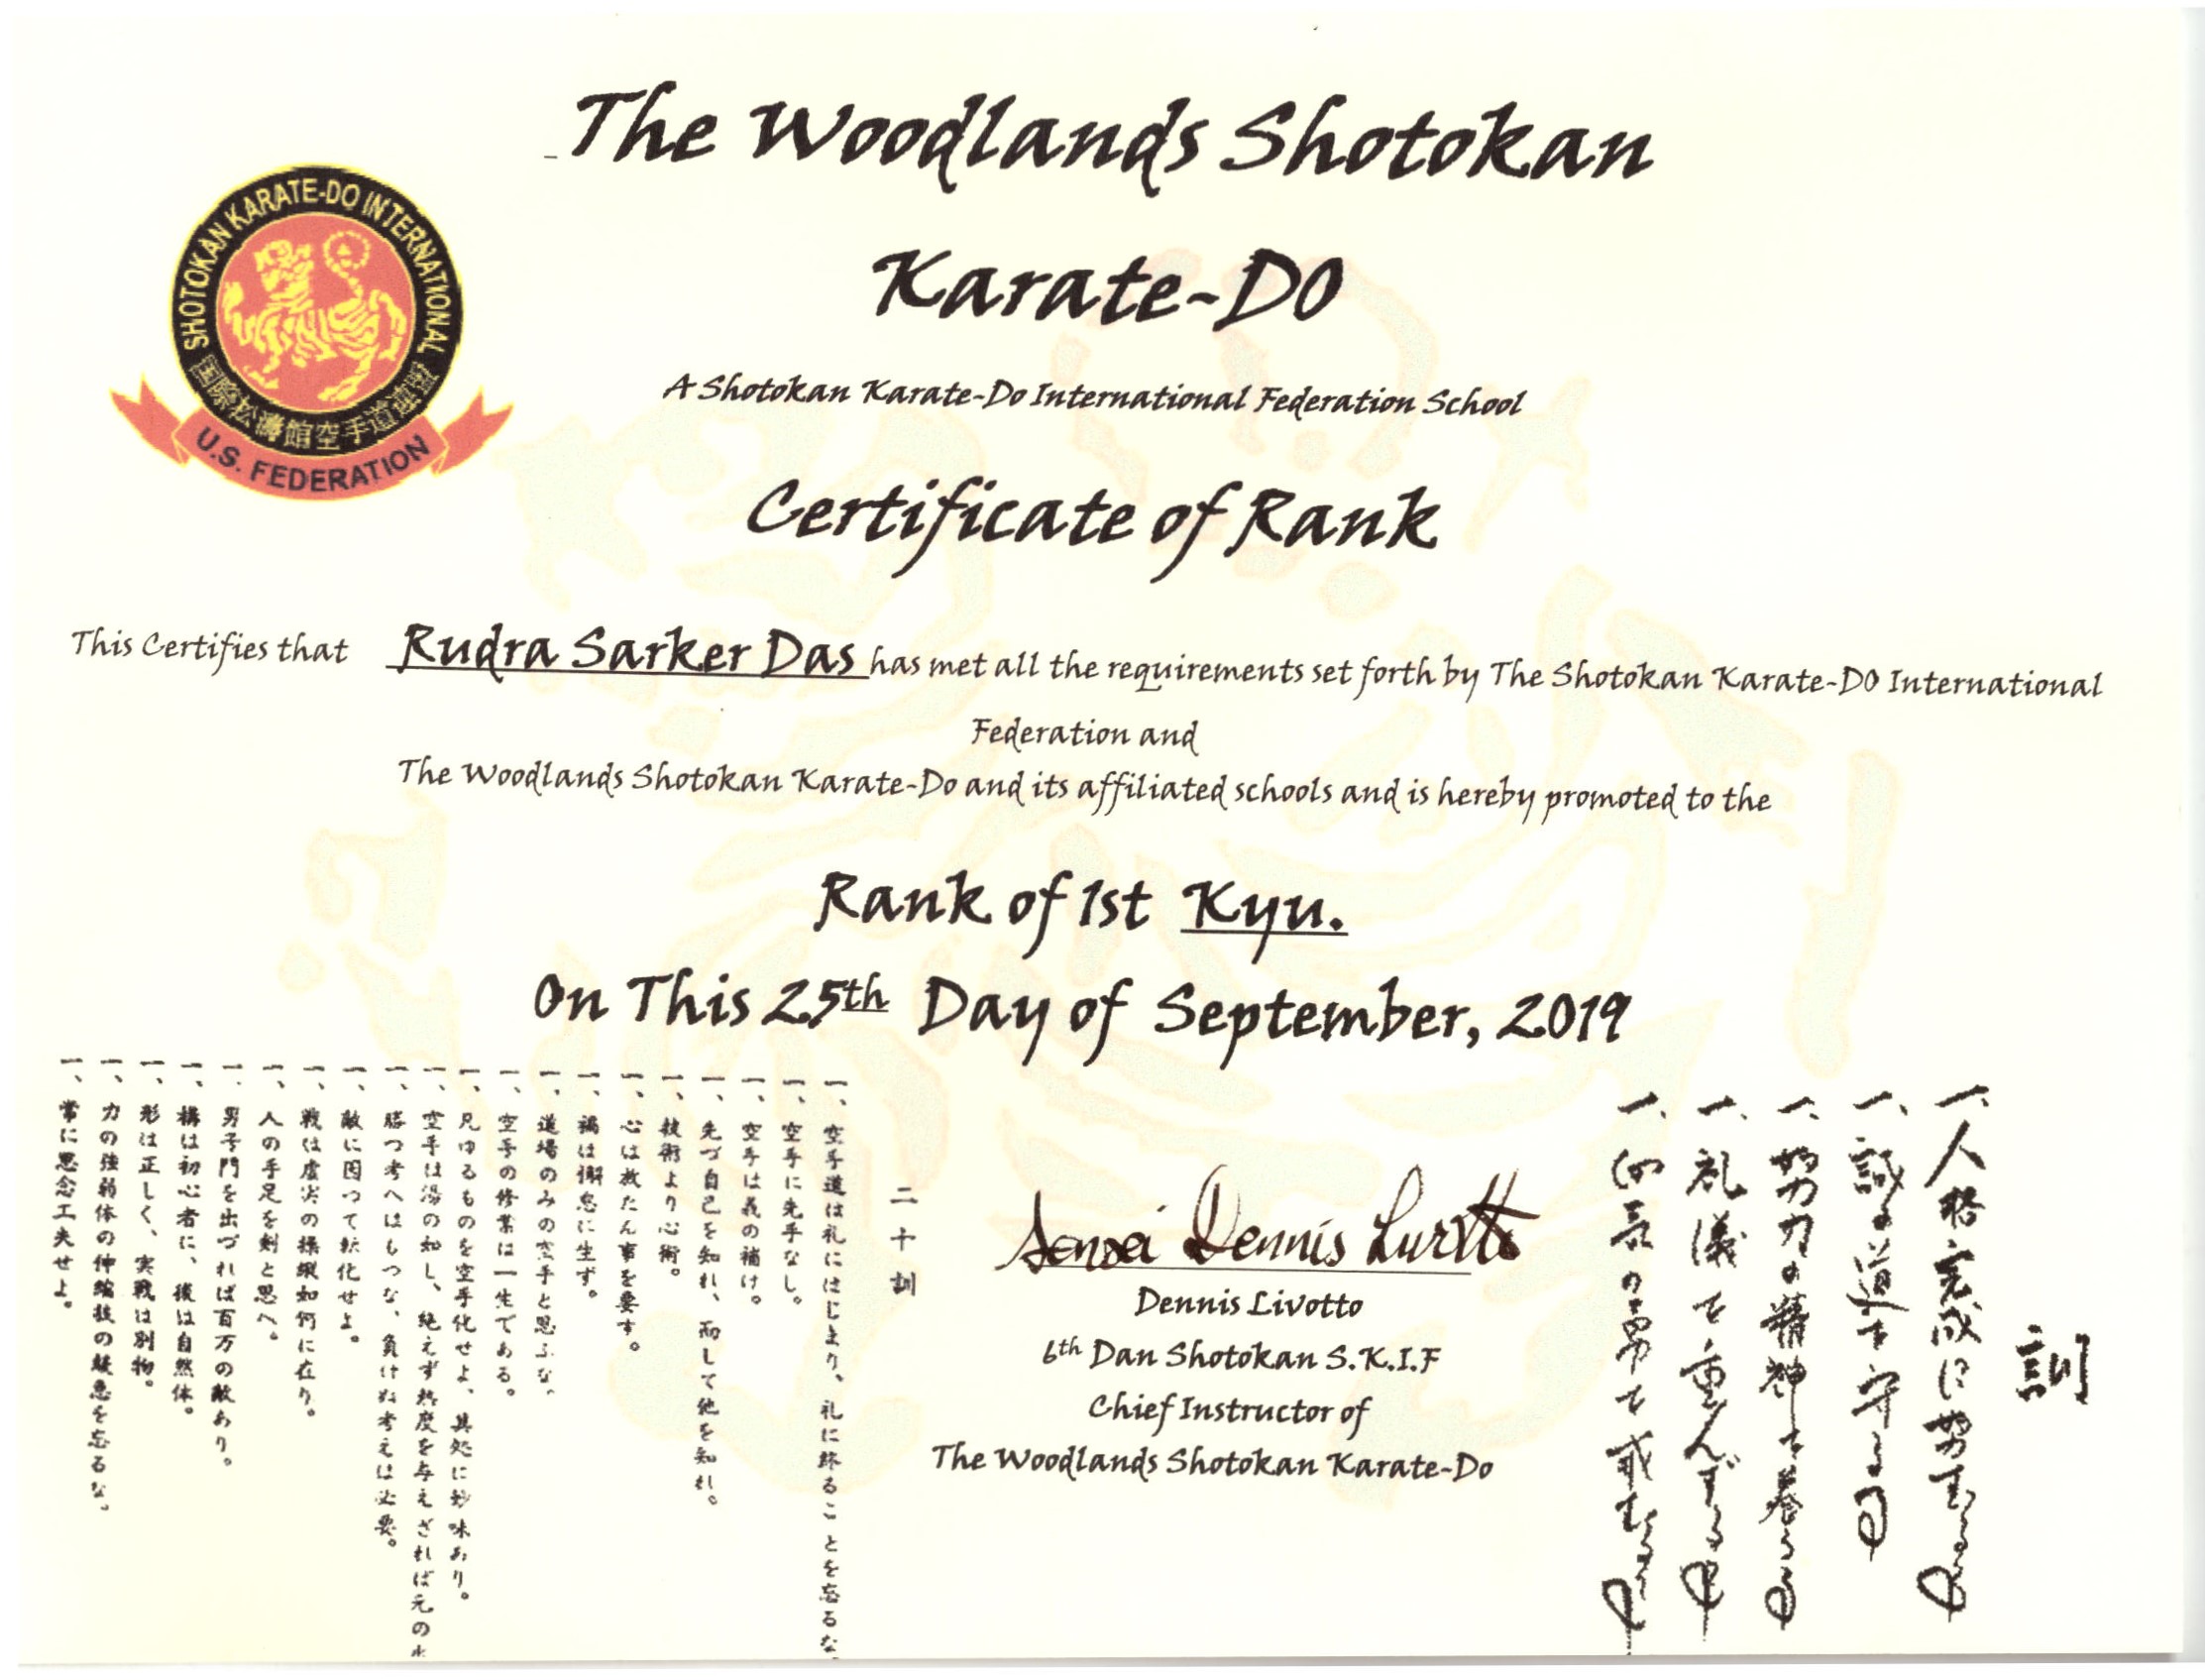 The Woodlands Shotokan
Karate-DO
A Shotokan Karate-Do International Federation School
SHOTOKAN KARATE-DO INTERNATIONAL
国際松濤館空手道連盟
U.S. FEDERATION
Certificate of Rank
This Certifies that Rudra Sarker Das has met all the requirements set forth by The Shotokan Karate-DO International
Federation and
The Woodlands Shotokan Karate-Do and its affiliated schools and is hereby promoted to the
Rank of 1st Kyu.
On This 25th Day of September, 2019
訓
一、人格完成に努むる事
一、誠の道を守る事
一、努力の精神を養う事
一、礼儀を重んずる事
一、血気の勇を戒むる事
Sensei Dennis Livotto
Dennis Livotto
6th Dan Shotokan S.K.I.F
Chief Instructor of
The Woodlands Shotokan Karate-Do
二十訓
一、空手道は礼にはじまり、礼に終ることを忘るな。
一、空手に先手なし。
一、空手は義の補け。
一、先づ自己を知れ、而して他を知れ。
一、技術より心術。
一、心は放たん事を要す。
一、禍は懈怠に生ず。
一、道場のみの空手と思ふな。
一、空手の修業は一生である。
一、凡ゆるものを空手化せよ、其処に妙味あり。
一、空手は湯の如し、絶えず熱度を与えざれば元の水
一、勝つ考へはもつな、負けぬ考えは必要。
一、敵に因つて転化せよ。
一、戦は虚実の操縦如何に在り。
一、人の手足を剣と思へ。
一、男子門を出づれば百万の敵あり。
一、構は初心者に、後は自然体。
一、形は正しく、実戦は別物。
一、力の強弱体の伸縮技の緩急を忘るな。
一、常に思念工夫せよ。